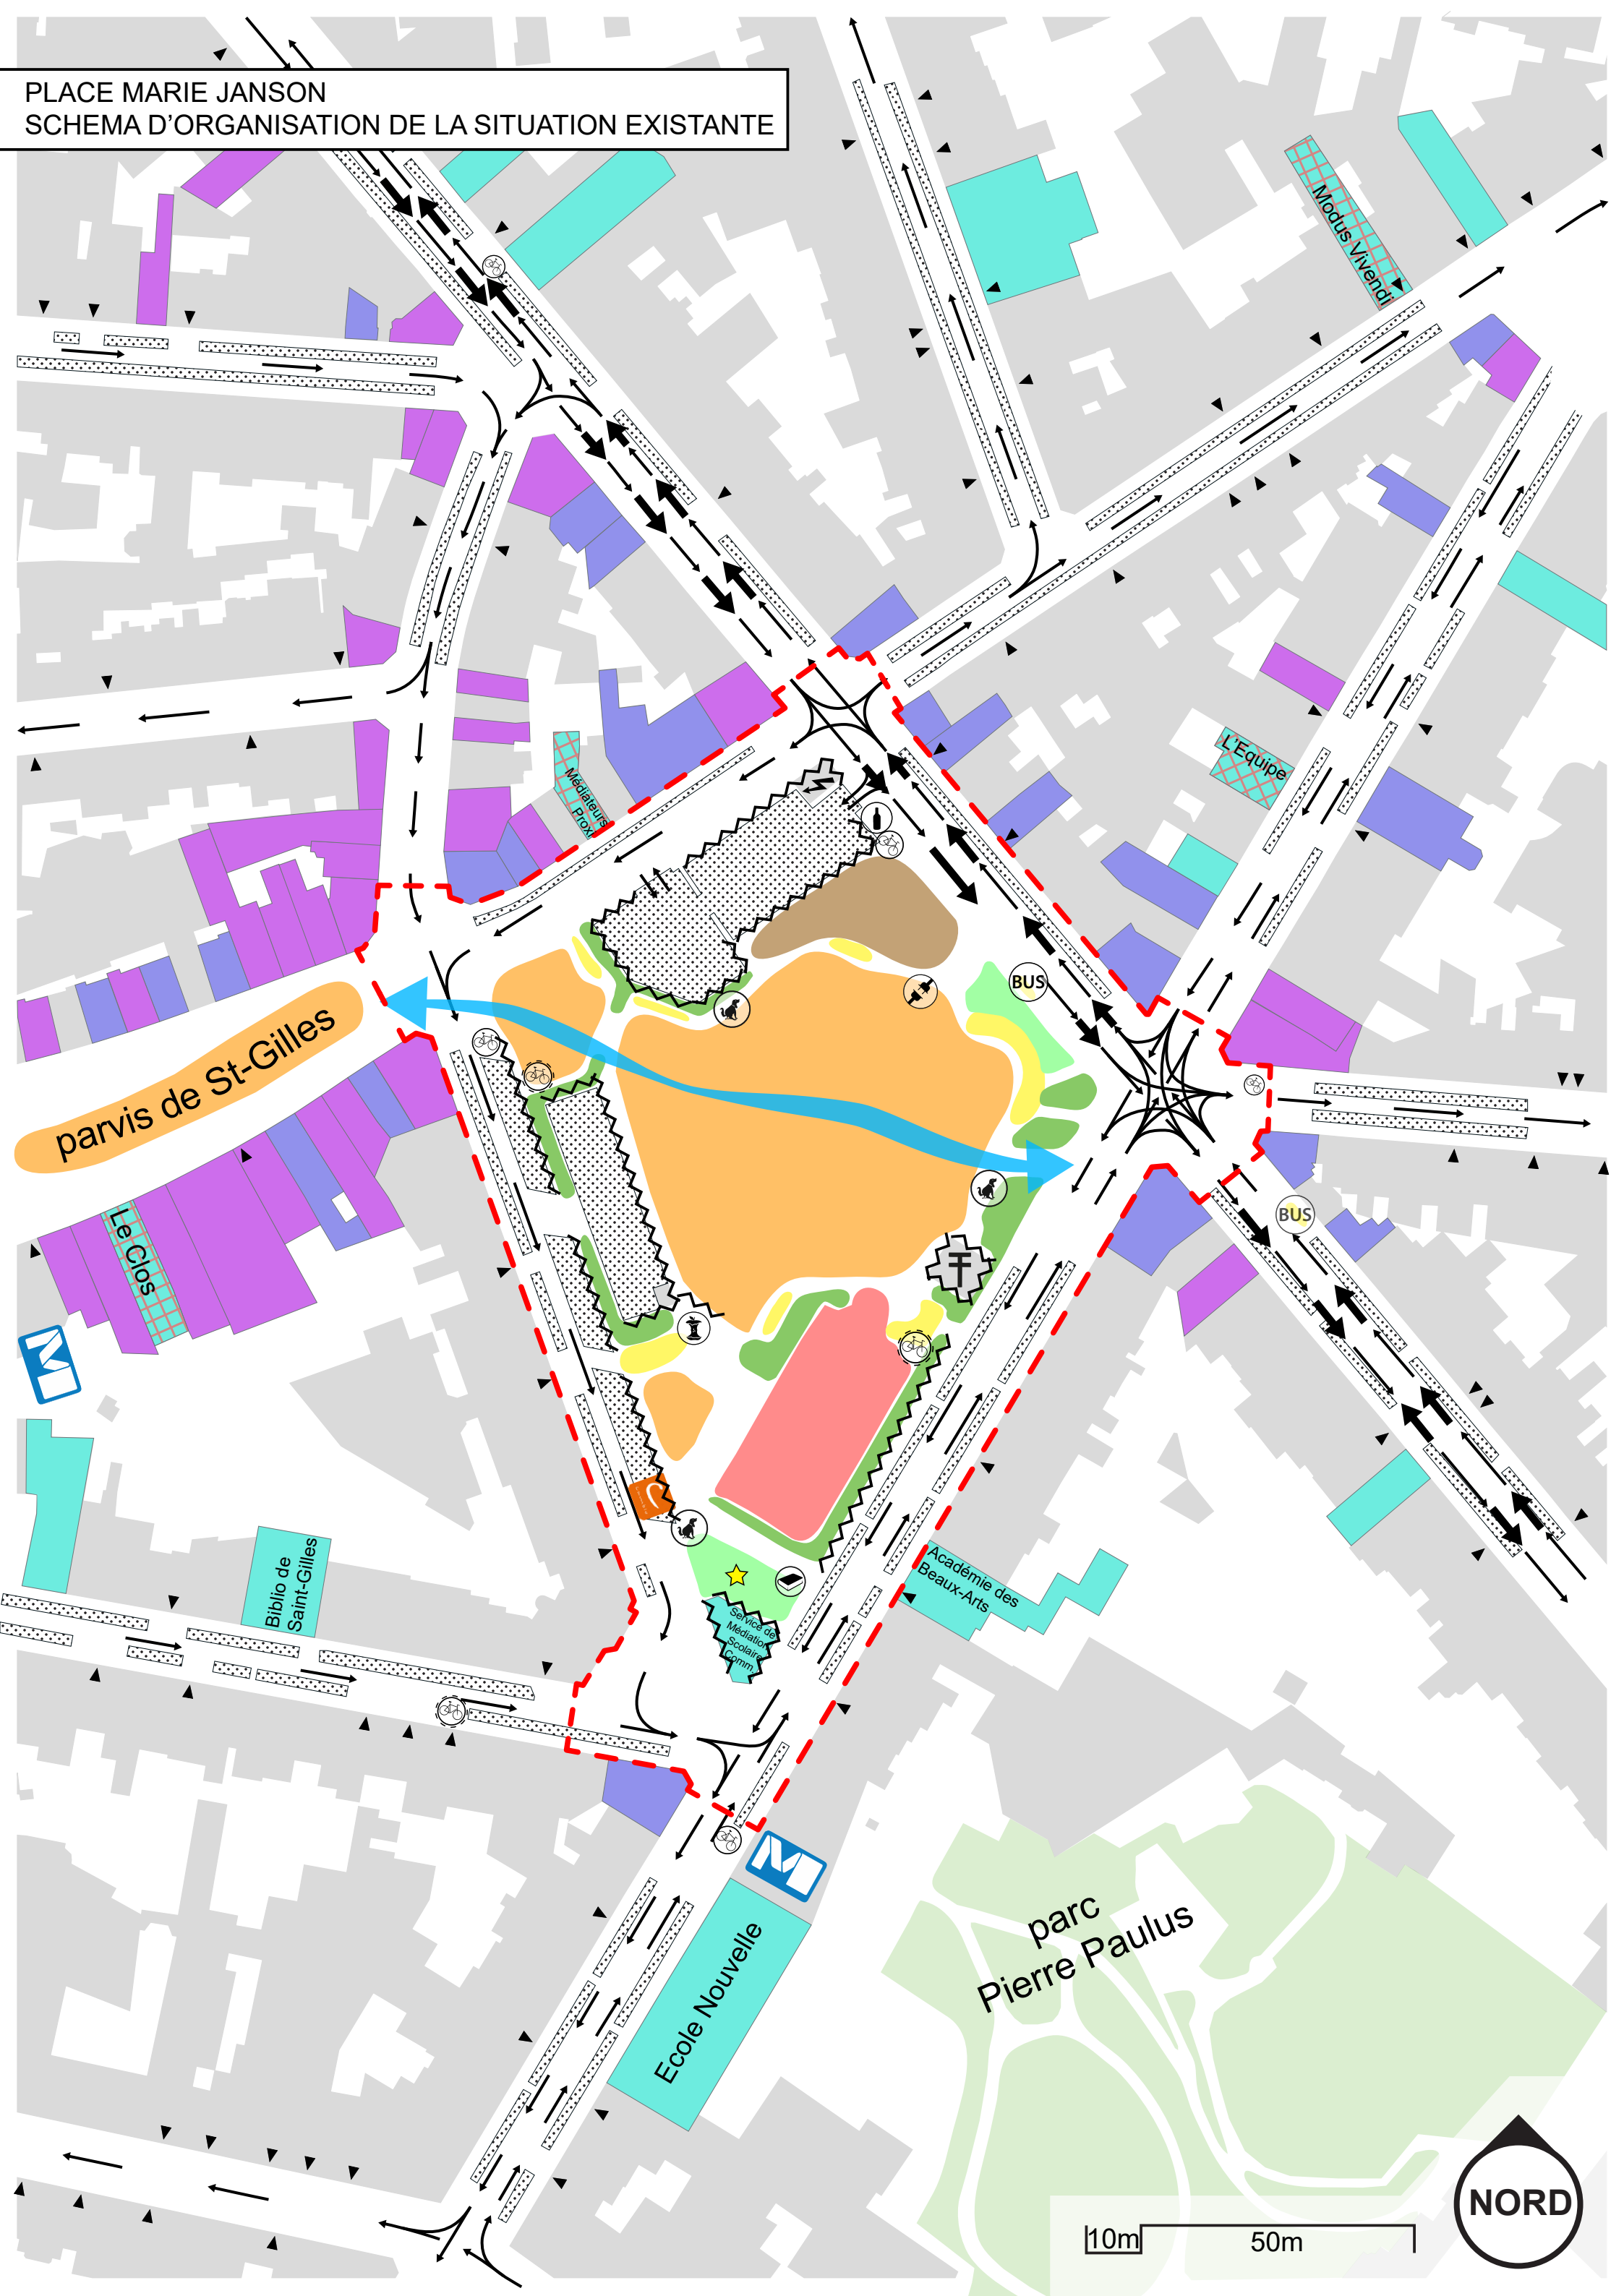 PLACE MARIE JANSON
SCHEMA D'ORGANISATION DE LA SITUATION EXISTANTE
Modus Vivendi
L'Equipe
Médiateurs
Proxi
BUS
parvis de St-Gilles
BUS
Le Clos
M
Biblio de
Saint-Gilles
Académie des
Beaux-Arts
Service de
Médiation
Scolaire
Comm.
M
Ecole Nouvelle
parc
Pierre Paulus
NORD
10m
50m